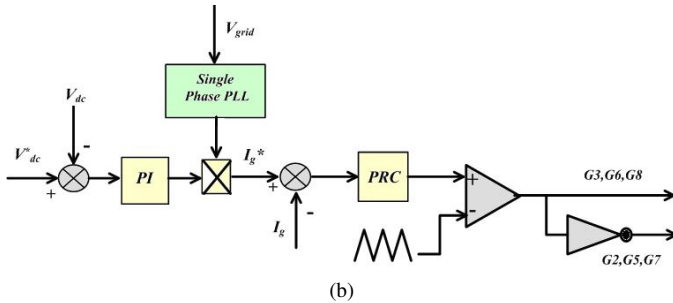 V_grid
V_dc
Single
Phase PLL
-
V*_dc
+
PI
I_g*
+
-
I_g
PRC
+
-
G3,G6,G8
G2,G5,G7
(b)